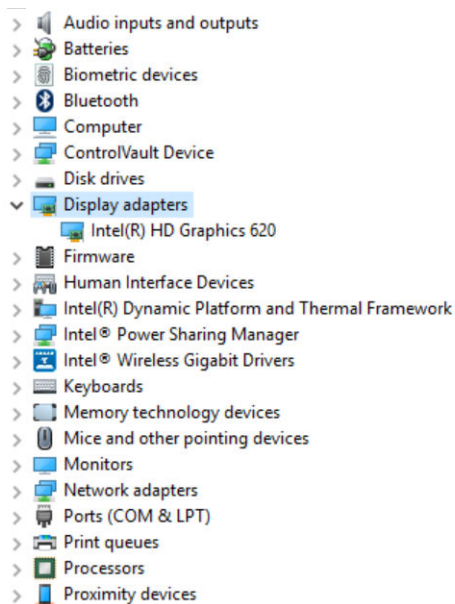 Audio inputs and outputs
Batteries
Biometric devices
Bluetooth
Computer
ControlVault Device
Disk drives
Display adapters
Intel(R) HD Graphics 620
Firmware
Human Interface Devices
Intel(R) Dynamic Platform and Thermal Framework
Intel® Power Sharing Manager
Intel® Wireless Gigabit Drivers
Keyboards
Memory technology devices
Mice and other pointing devices
Monitors
Network adapters
Ports (COM & LPT)
Print queues
Processors
Proximity devices